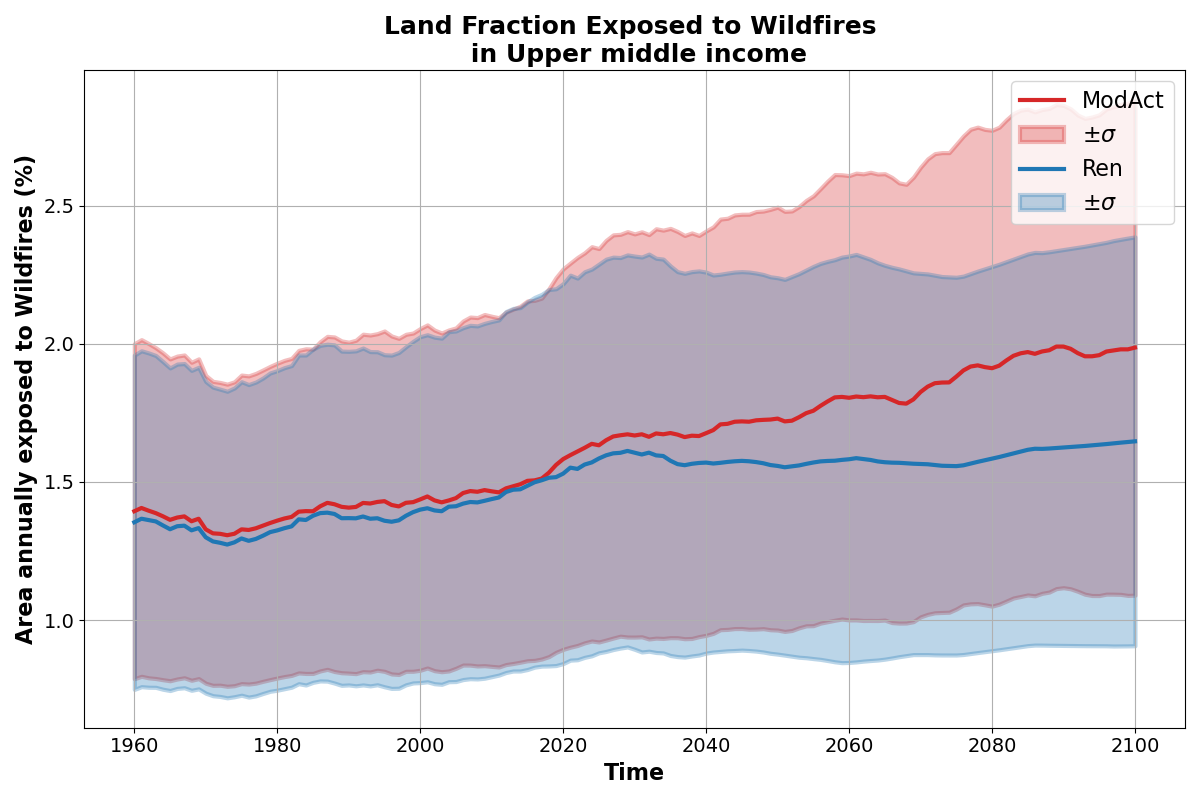 Land Fraction Exposed to Wildfires
in Upper middle income
Area annually exposed to Wildfires (%)
2.5
2.0
1.5
1.0
1960
1980
2000
2020
2040
2060
2080
2100
Time
ModAct
±σ
Ren
±σ